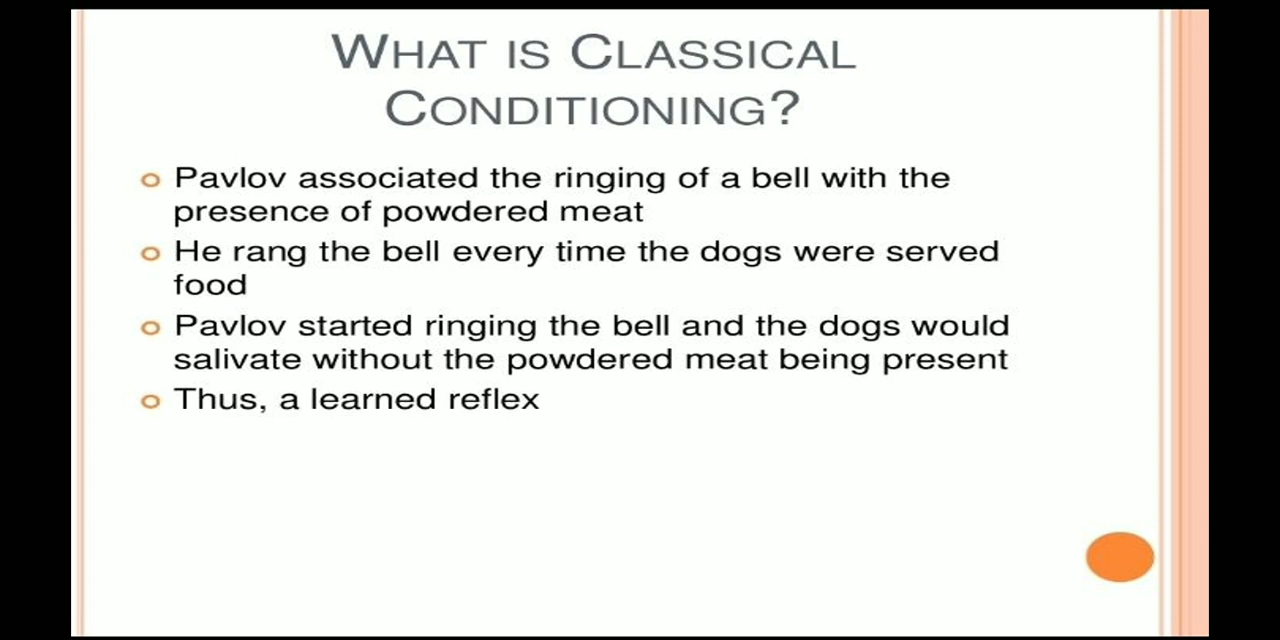 WHAT IS CLASSICAL
CONDITIONING?
Pavlov associated the ringing of a bell with the
presence of powdered meat
He rang the bell every time the dogs were served
food
Pavlov started ringing the bell and the dogs would
salivate without the powdered meat being present
Thus, a learned reflex